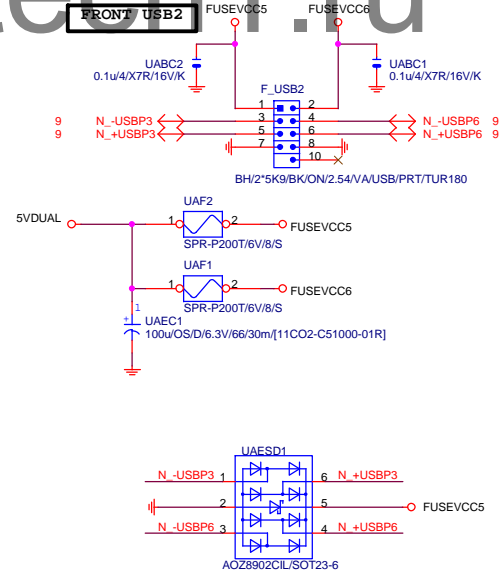 FRONT USB2
FUSEVCC5
FUSEVCC6
UABC2
0.1u/4/X7R/16V/K
UABC1
0.1u/4/X7R/16V/K
F_USB2
1 2
9 N_-USBP3 3 4 N_-USBP6 9
9 N_+USBP3 5 6 N_+USBP6 9
7 8
10
BH/2*5K9/BK/ON/2.54/VA/USB/PRT/TUR180
5VDUAL
UAF2
1 2
FUSEVCC5
SPR-P200T/6V/8/S
UAF1
1 2
FUSEVCC6
SPR-P200T/6V/8/S
1
+
UAEC1
100u/OS/D/6.3V/66/30m/[11CO2-C51000-01R]
UAESD1
N_-USBP3 1 6 N_+USBP3
2 5 FUSEVCC5
N_-USBP6 3 4 N_+USBP6
AOZ8902CIL/SOT23-6